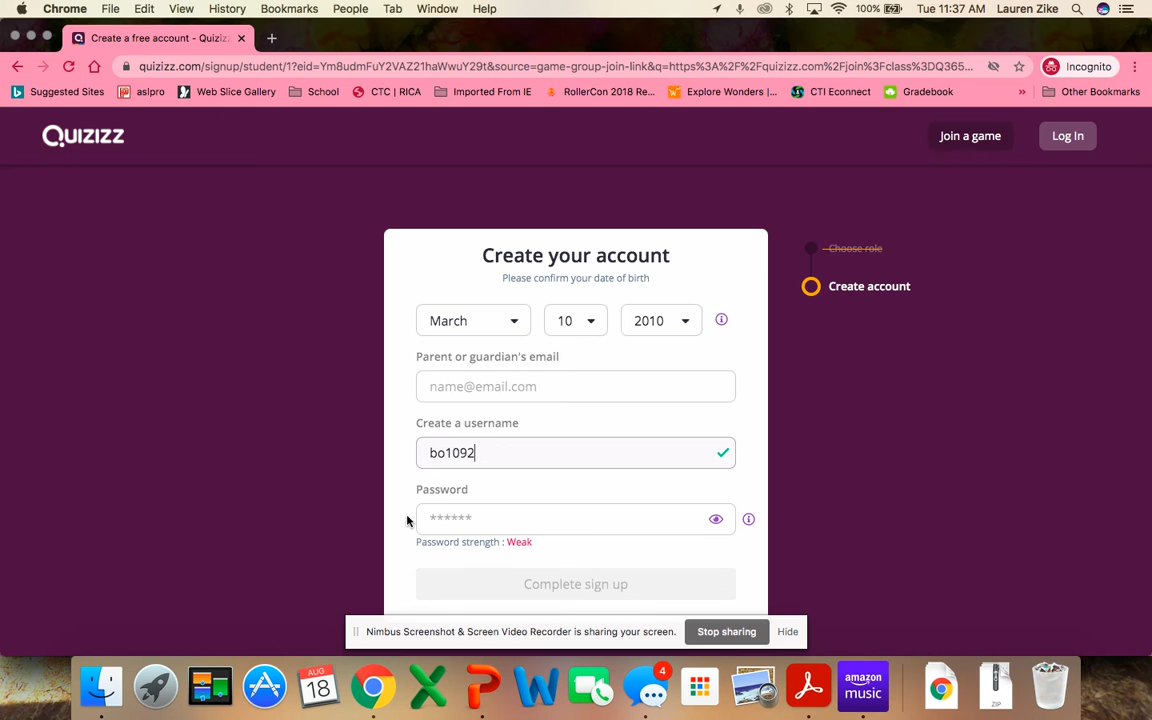 Chrome File Edit View History Bookmarks People Tab Window Help 100% Tue 11:37 AM Lauren Zike
Create a free account - Quiziz
quizizz.com/signup/student/1?eid=Ym8udmFuY2VAZ21haWwuY29t&source=game-group-join-link&q=https%3A%2F%2Fquizizz.com%2Fjoin%3Fclass%3DQ365... Incognito
Suggested Sites aslpro Web Slice Gallery School CTC | RICA Imported From IE RollerCon 2018 Re... Explore Wonders |... CTI Econnect Gradebook » Other Bookmarks
QUIZIZZ Join a game Log In
Create your account
Please confirm your date of birth
Choose role
Create account
March 10 2010
Parent or guardian's email
name@email.com
Create a username
bo1092
Password
******
Password strength : Weak
Complete sign up
Nimbus Screenshot & Screen Video Recorder is sharing your screen. Stop sharing Hide
AUG
18
4
amazon
music
ZIP